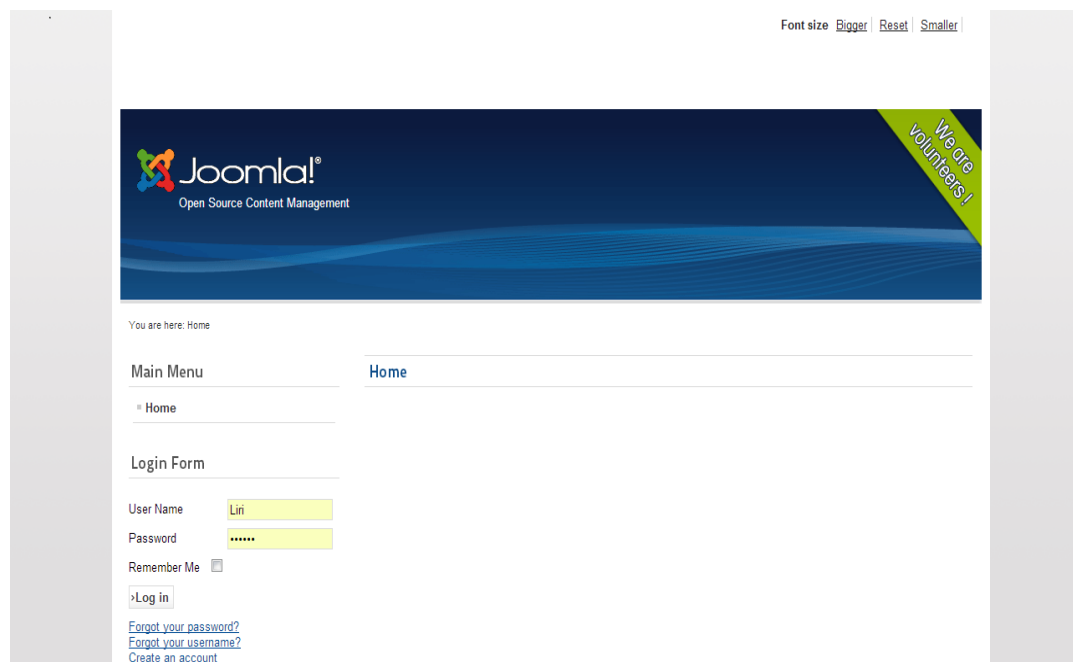 Font size Bigger Reset Smaller
We are
volunteers !
Joomla!®
Open Source Content Management
You are here: Home
Main Menu
Home
Home
Login Form
User Name Liri
Password ••••••
Remember Me
›Log in
Forgot your password?
Forgot your username?
Create an account